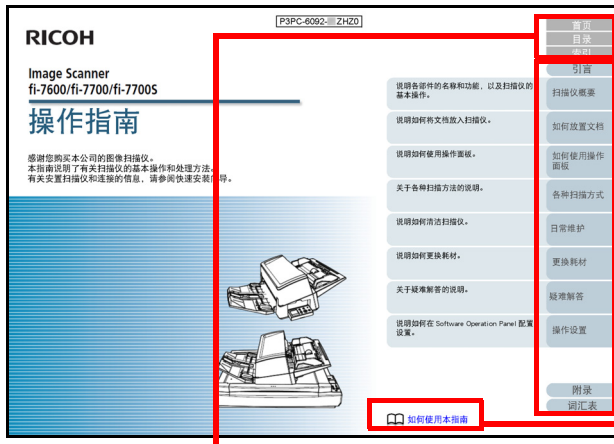 P3PC-6092- ZHZ0
RICOH
Image Scanner
fi-7600/fi-7700/fi-7700S
操作指南
感谢您购买本公司的图像扫描仪。
本指南说明了有关扫描仪的基本操作和处理方法。
有关安置扫描仪和连接的信息，请参阅快速安装 导。
说明各部件的名称和功能，以及扫描仪的
基本操作。
说明如何将文档放入扫描仪。
说明如何使用操作面板。
关于各种扫描方法的说明。
说明如何清洁扫描仪。
说明如何更换耗材。
关于疑难解答的说明。
说明如何在 Software Operation Panel 配置
设置。
如何使用本指南
首页
目录
索引
引言
扫描仪概要
如何放置文档
如何使用操作
面板
各种扫描方式
日常维护
更换耗材
疑难解答
操作设置
附录
词汇表